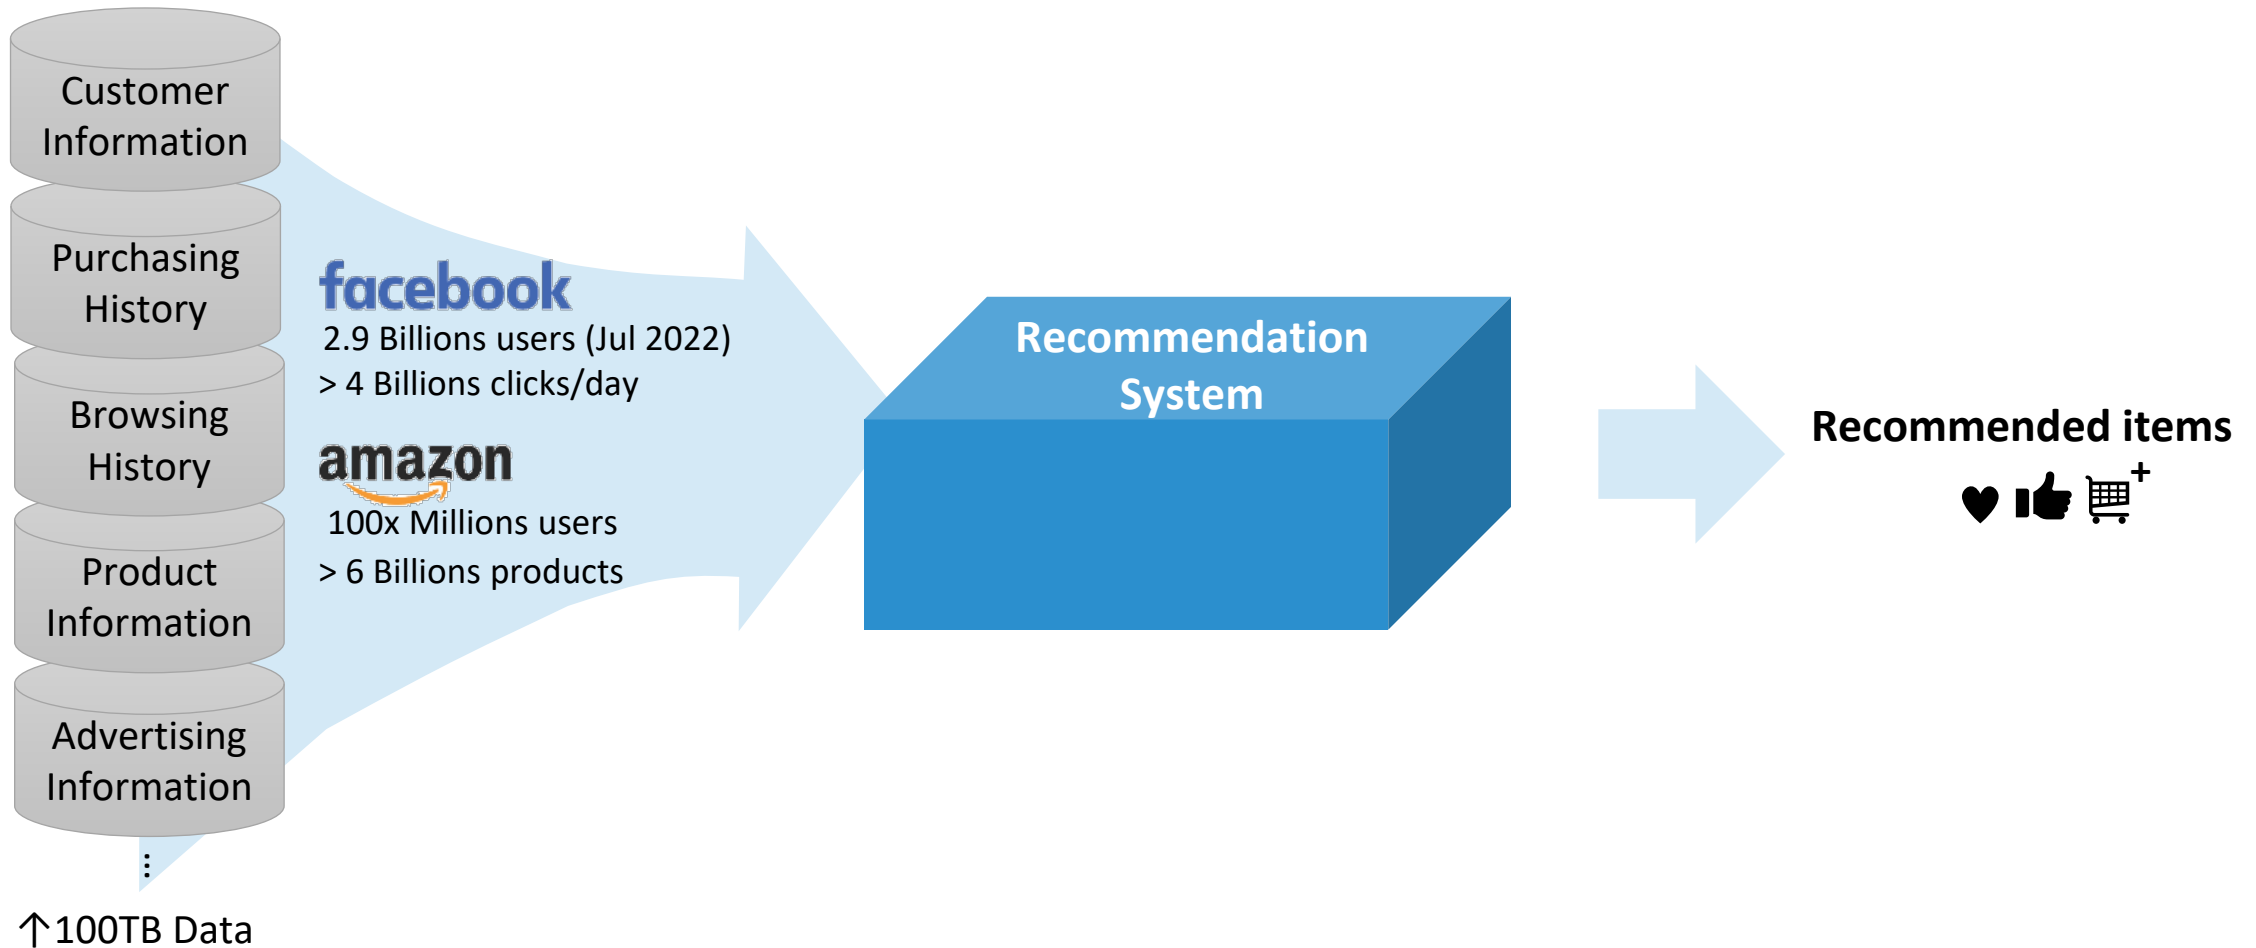 Customer
Information
Purchasing
History
Browsing
History
Product
Information
Advertising
Information
⋮
↑100TB Data
facebook
2.9 Billions users (Jul 2022)
> 4 Billions clicks/day
amazon
100x Millions users
> 6 Billions products
Recommendation
System
Recommended items
+